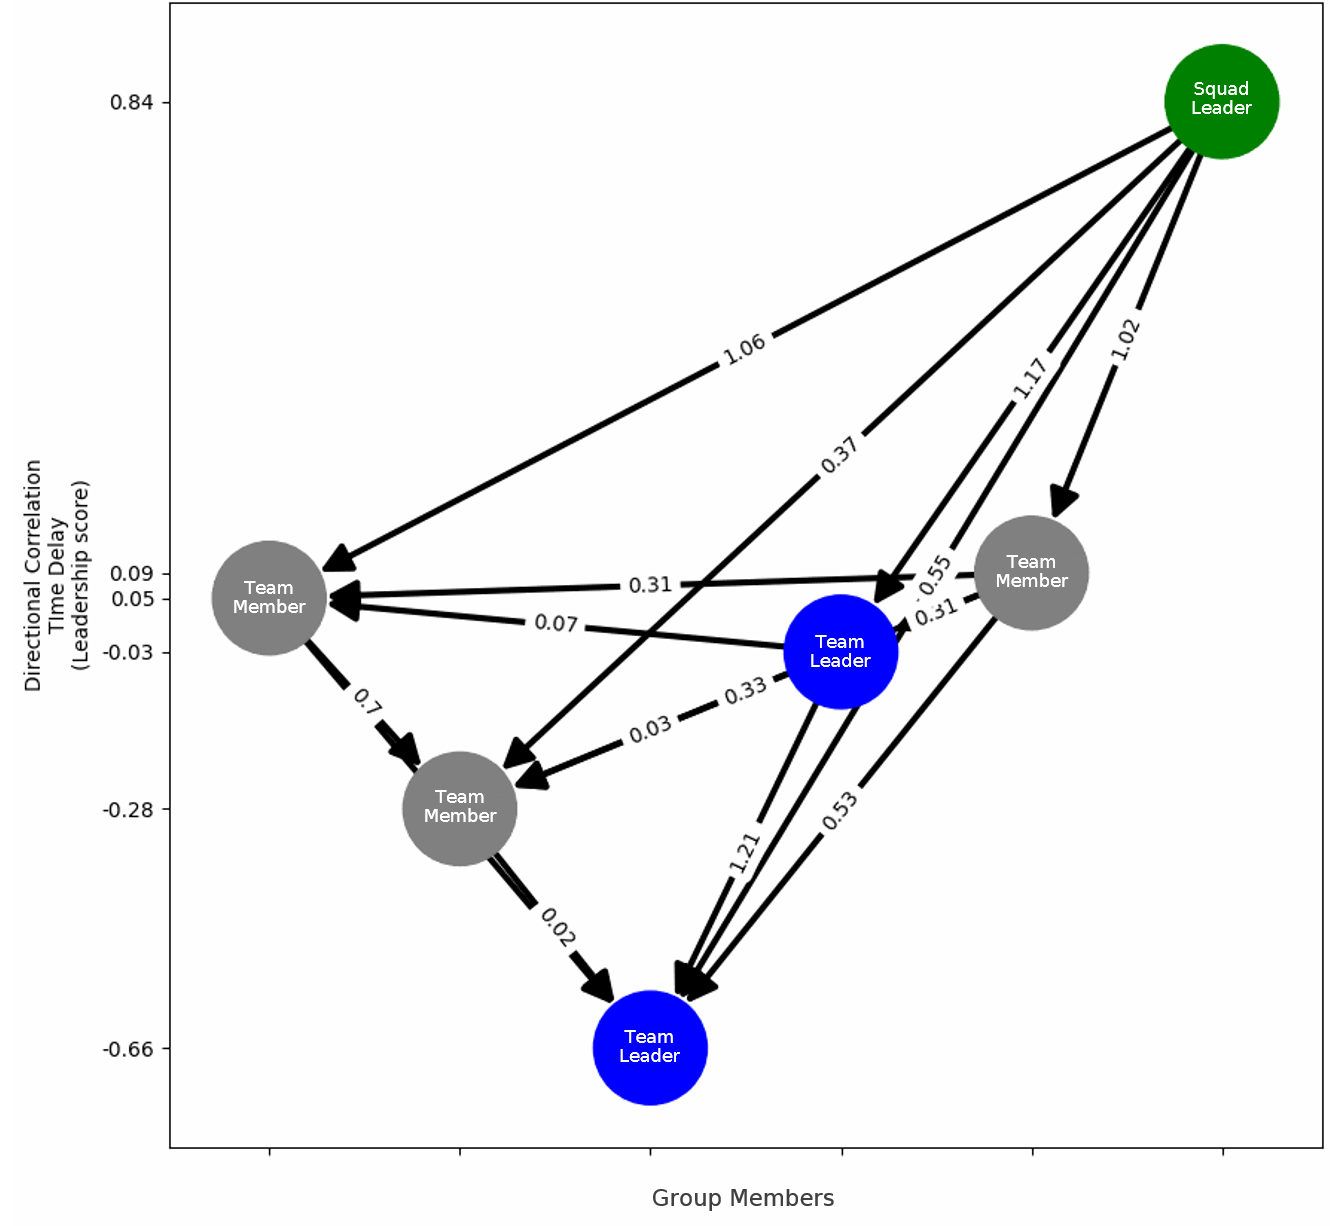 Squad
Leader
0.84
1.02
1.06
1.17
0.37
Directional Correlation
TIme Delay
(Leadership score)
0.09
0.05
-0.03
-0.28
-0.66
Team
Member
0.55
0.31
Team
Member
0.31
0.07
Team
Leader
0.33
0.7
0.03
Team
Member
0.53
1.21
0.02
Team
Leader
Group Members